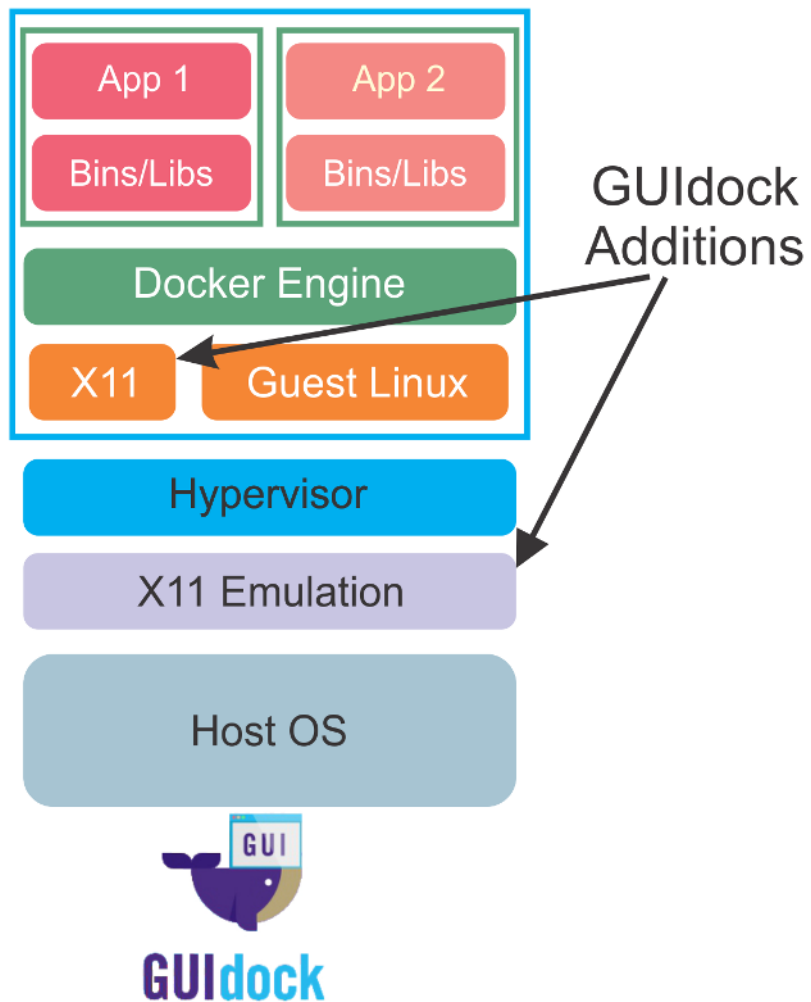 App 1
App 2
Bins/Libs
Bins/Libs
GUIdock
Additions
Docker Engine
X11
Guest Linux
Hypervisor
X11 Emulation
Host OS
GUI
GUIdock